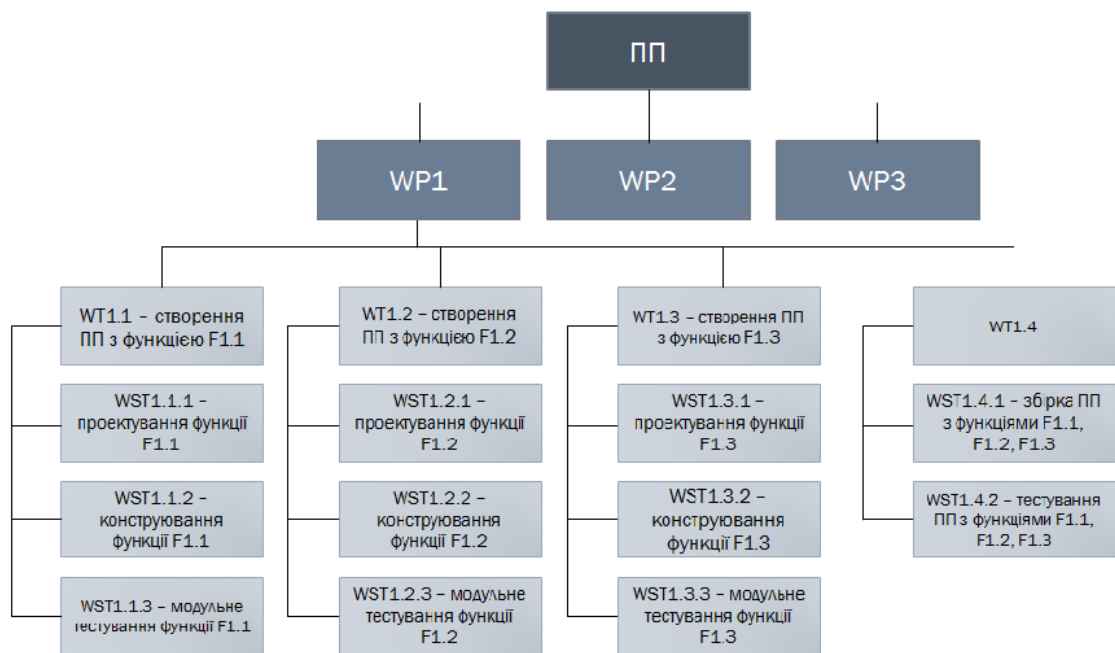 ПП
WP1
WP2
WP3
WT1.1 – створення
ПП з функцією F1.1
WT1.2 – створення
ПП з функцією F1.2
WT1.3 – створення ПП
з функцією F1.3
WT1.4
WST1.1.1 –
проектування функції
F1.1
WST1.2.1 –
проектування функції
F1.2
WST1.3.1 –
проектування функції
F1.3
WST1.4.1 – збірка ПП
з функціями F1.1,
F1.2, F1.3
WST1.1.2 –
конструювання
функції F1.1
WST1.2.2 –
конструювання
функції F1.2
WST1.3.2 –
конструювання
функції F1.3
WST1.4.2 – тестування
ПП з функціями F1.1,
F1.2, F1.3
WST1.1.3 – модульне
тестування функції F1.1
WST1.2.3 – модульне
тестування функції
F1.2
WST1.3.3 – модульне
тестування функції
F1.3